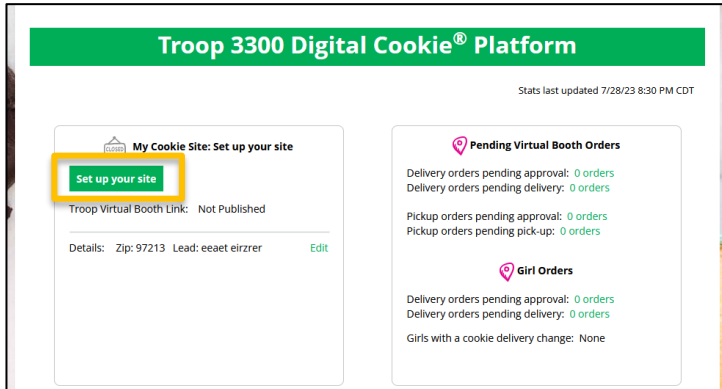 Troop 3300 Digital Cookie® Platform
Stats last updated 7/28/23 8:30 PM CDT
CLOSED
My Cookie Site: Set up your site
Set up your site
Troop Virtual Booth Link: Not Published
Details: Zip: 97213 Lead: eeaet eirzrer Edit
Pending Virtual Booth Orders
Delivery orders pending approval: 0 orders
Delivery orders pending delivery: 0 orders
Pickup orders pending approval: 0 orders
Pickup orders pending pick-up: 0 orders
Girl Orders
Delivery orders pending approval: 0 orders
Delivery orders pending delivery: 0 orders
Girls with a cookie delivery change: None